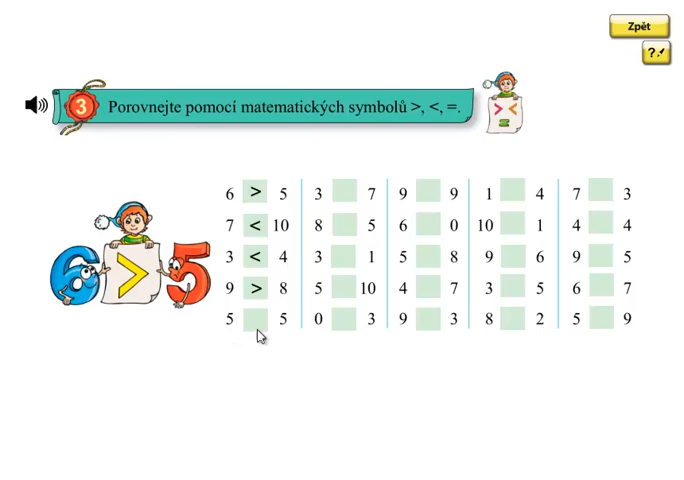 Zpět
?✓
3 Porovnejte pomocí matematických symbolů >, <, =.
> <
=
6 > 5 3 7 9 9 1 4 7 3
7 < 10 8 5 6 0 10 1 4 4
3 < 4 3 1 5 8 9 6 9 5
9 > 8 5 10 4 7 3 5 6 7
5 5 0 3 9 3 8 2 5 9
6 > 5